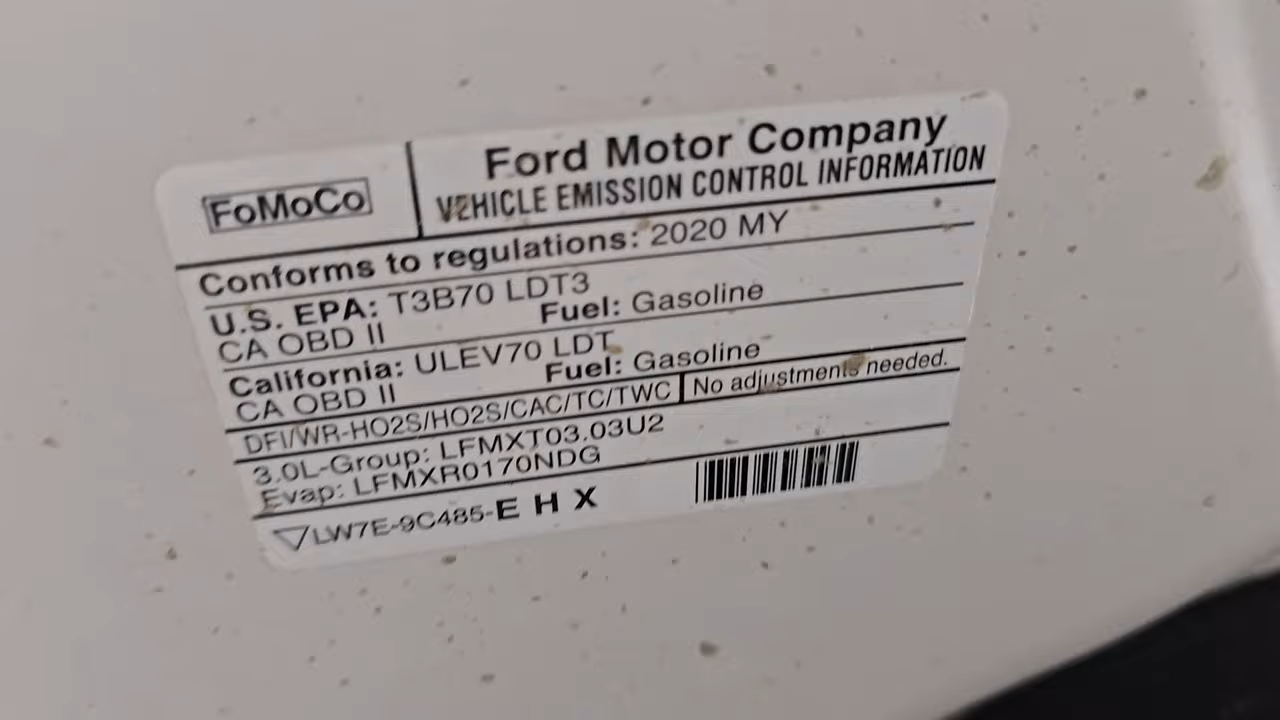 FoMoCo
Ford Motor Company
VEHICLE EMISSION CONTROL INFORMATION
Conforms to regulations: 2020 MY
U.S. EPA: T3B70 LDT3
CA OBD II Fuel: Gasoline
California: ULEV70 LDT
CA OBD II Fuel: Gasoline
DFI/WR-HO2S/HO2S/CAC/TC/TWC No adjustments needed.
3.0L-Group: LFMXT03.03U2
Evap: LFMXR0170NDG
LW7E-9C485-E H X